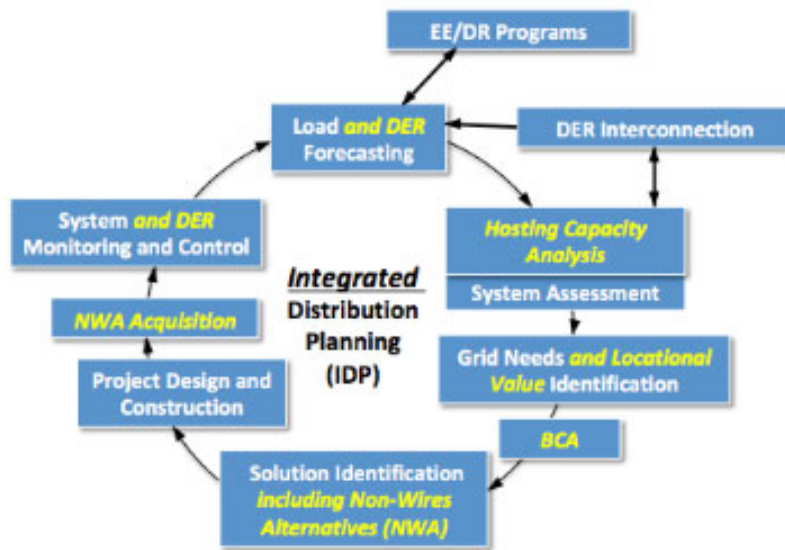 EE/DR Programs
Load and DER
Forecasting
DER Interconnection
System and DER
Monitoring and Control
Hosting Capacity
Analysis
System Assessment
Integrated
Distribution
Planning
(IDP)
NWA Acquisition
Grid Needs and Locational
Value Identification
Project Design and
Construction
BCA
Solution Identification
including Non-Wires
Alternatives (NWA)